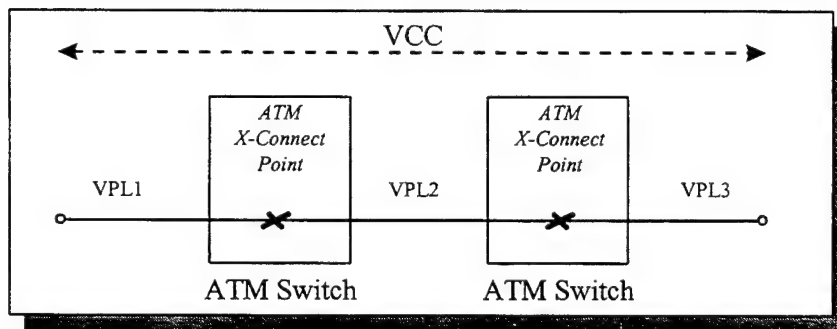 VCC
ATM
X-Connect
Point
ATM
X-Connect
Point
VPL1
VPL2
VPL3
ATM Switch
ATM Switch